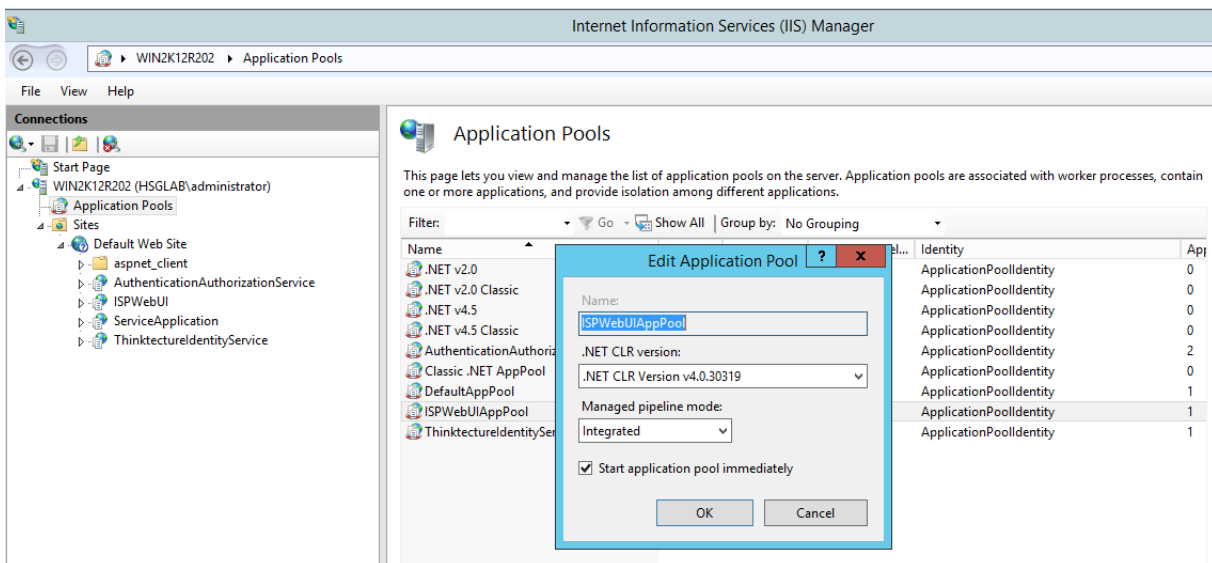 Internet Information Services (IIS) Manager
WIN2K12R202 Application Pools
File View Help
Connections
Start Page
WIN2K12R202 (HSGLAB\administrator)
Application Pools
Sites
Default Web Site
aspnet_client
AuthenticationAuthorizationService
ISPWebUI
ServiceApplication
ThinktectureIdentityService
Application Pools
This page lets you view and manage the list of application pools on the server. Application pools are associated with worker processes, contain
one or more applications, and provide isolation among different applications.
Filter: Go Show All Group by: No Grouping
Name el... Identity App
.NET v2.0 ApplicationPoolIdentity 0
.NET v2.0 Classic ApplicationPoolIdentity 0
.NET v4.5 ApplicationPoolIdentity 0
.NET v4.5 Classic ApplicationPoolIdentity 0
AuthenticationAuthoriz ApplicationPoolIdentity 2
Classic .NET AppPool ApplicationPoolIdentity 0
DefaultAppPool ApplicationPoolIdentity 1
ISPWebUIAppPool ApplicationPoolIdentity 1
ThinktectureIdentitySer ApplicationPoolIdentity 1
Edit Application Pool ? x
Name:
ISPWebUIAppPool
.NET CLR version:
.NET CLR Version v4.0.30319
Managed pipeline mode:
Integrated
Start application pool immediately
OK Cancel